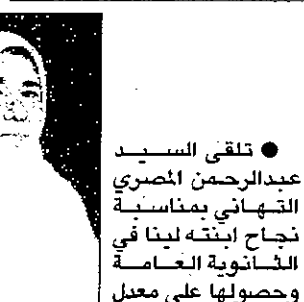 ● تلقى السيد
عبدالرحمن المصري
التهاني بمناسبة
نجاح ابنته لينا في
الثانوية العامة
وحصولها على معدل